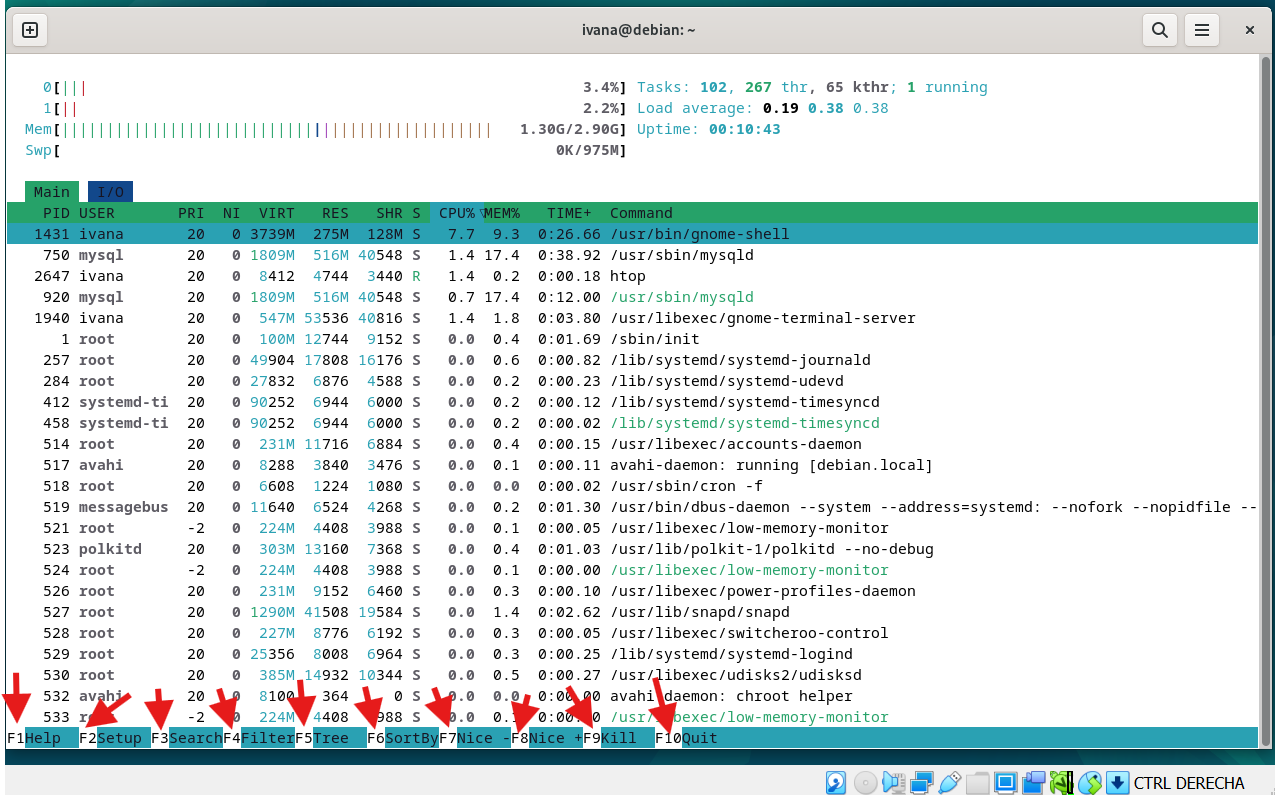 ivana@debian: ~
0[||| 3.4%] Tasks: 102, 267 thr, 65 kthr; 1 running
1[|| 2.2%] Load average: 0.19 0.38 0.38
Mem[|||||||||||||||||||||||||||||||||||||||||||||||| 1.30G/2.90G] Uptime: 00:10:43
Swp[ 0K/975M]
Main I/O
PID USER PRI NI VIRT RES SHR S CPU%▽MEM% TIME+ Command
1431 ivana 20 0 3739M 275M 128M S 7.7 9.3 0:26.66 /usr/bin/gnome-shell
750 mysql 20 0 1809M 516M 40548 S 1.4 17.4 0:38.92 /usr/sbin/mysqld
2647 ivana 20 0 8412 4744 3440 R 1.4 0.2 0:00.18 htop
920 mysql 20 0 1809M 516M 40548 S 0.7 17.4 0:12.00 /usr/sbin/mysqld
1940 ivana 20 0 547M 53536 40816 S 1.4 1.8 0:03.80 /usr/libexec/gnome-terminal-server
1 root 20 0 100M 12744 9152 S 0.0 0.4 0:01.69 /sbin/init
257 root 20 0 49904 17808 16176 S 0.0 0.6 0:00.82 /lib/systemd/systemd-journald
284 root 20 0 27832 6876 4588 S 0.0 0.2 0:00.23 /lib/systemd/systemd-udevd
412 systemd-ti 20 0 90252 6944 6000 S 0.0 0.2 0:00.12 /lib/systemd/systemd-timesyncd
458 systemd-ti 20 0 90252 6944 6000 S 0.0 0.2 0:00.02 /lib/systemd/systemd-timesyncd
514 root 20 0 231M 11716 6884 S 0.0 0.4 0:00.15 /usr/libexec/accounts-daemon
517 avahi 20 0 8288 3840 3476 S 0.0 0.1 0:00.11 avahi-daemon: running [debian.local]
518 root 20 0 6608 1224 1080 S 0.0 0.0 0:00.02 /usr/sbin/cron -f
519 messagebus 20 0 11640 6524 4268 S 0.0 0.2 0:01.30 /usr/bin/dbus-daemon --system --address=systemd: --nofork --nopidfile --
521 root -2 0 224M 4408 3988 S 0.0 0.1 0:00.05 /usr/libexec/low-memory-monitor
523 polkitd 20 0 303M 13160 7368 S 0.0 0.4 0:01.03 /usr/lib/polkit-1/polkitd --no-debug
524 root -2 0 224M 4408 3988 S 0.0 0.1 0:00.00 /usr/libexec/low-memory-monitor
526 root 20 0 231M 9152 6460 S 0.0 0.3 0:00.10 /usr/libexec/power-profiles-daemon
527 root 20 0 1290M 41508 19584 S 0.0 1.4 0:02.62 /usr/lib/snapd/snapd
528 root 20 0 227M 8776 6192 S 0.0 0.3 0:00.05 /usr/libexec/switcheroo-control
529 root 20 0 25356 8008 6964 S 0.0 0.3 0:00.25 /lib/systemd/systemd-logind
530 root 20 0 385M 14932 10344 S 0.0 0.5 0:00.27 /usr/libexec/udisks2/udisksd
532 avahi 20 0 8100 364 0 S 0.0 0.0 0:00.00 avahi-daemon: chroot helper
533 -2 0 224M 4408 S 0.0 /usr/libexec/low-memory-monitor
F1Help F2Setup F3SearchF4FilterF5Tree F6SortByF7Nice -F8Nice +F9Kill F10Quit
CTRL DERECHA